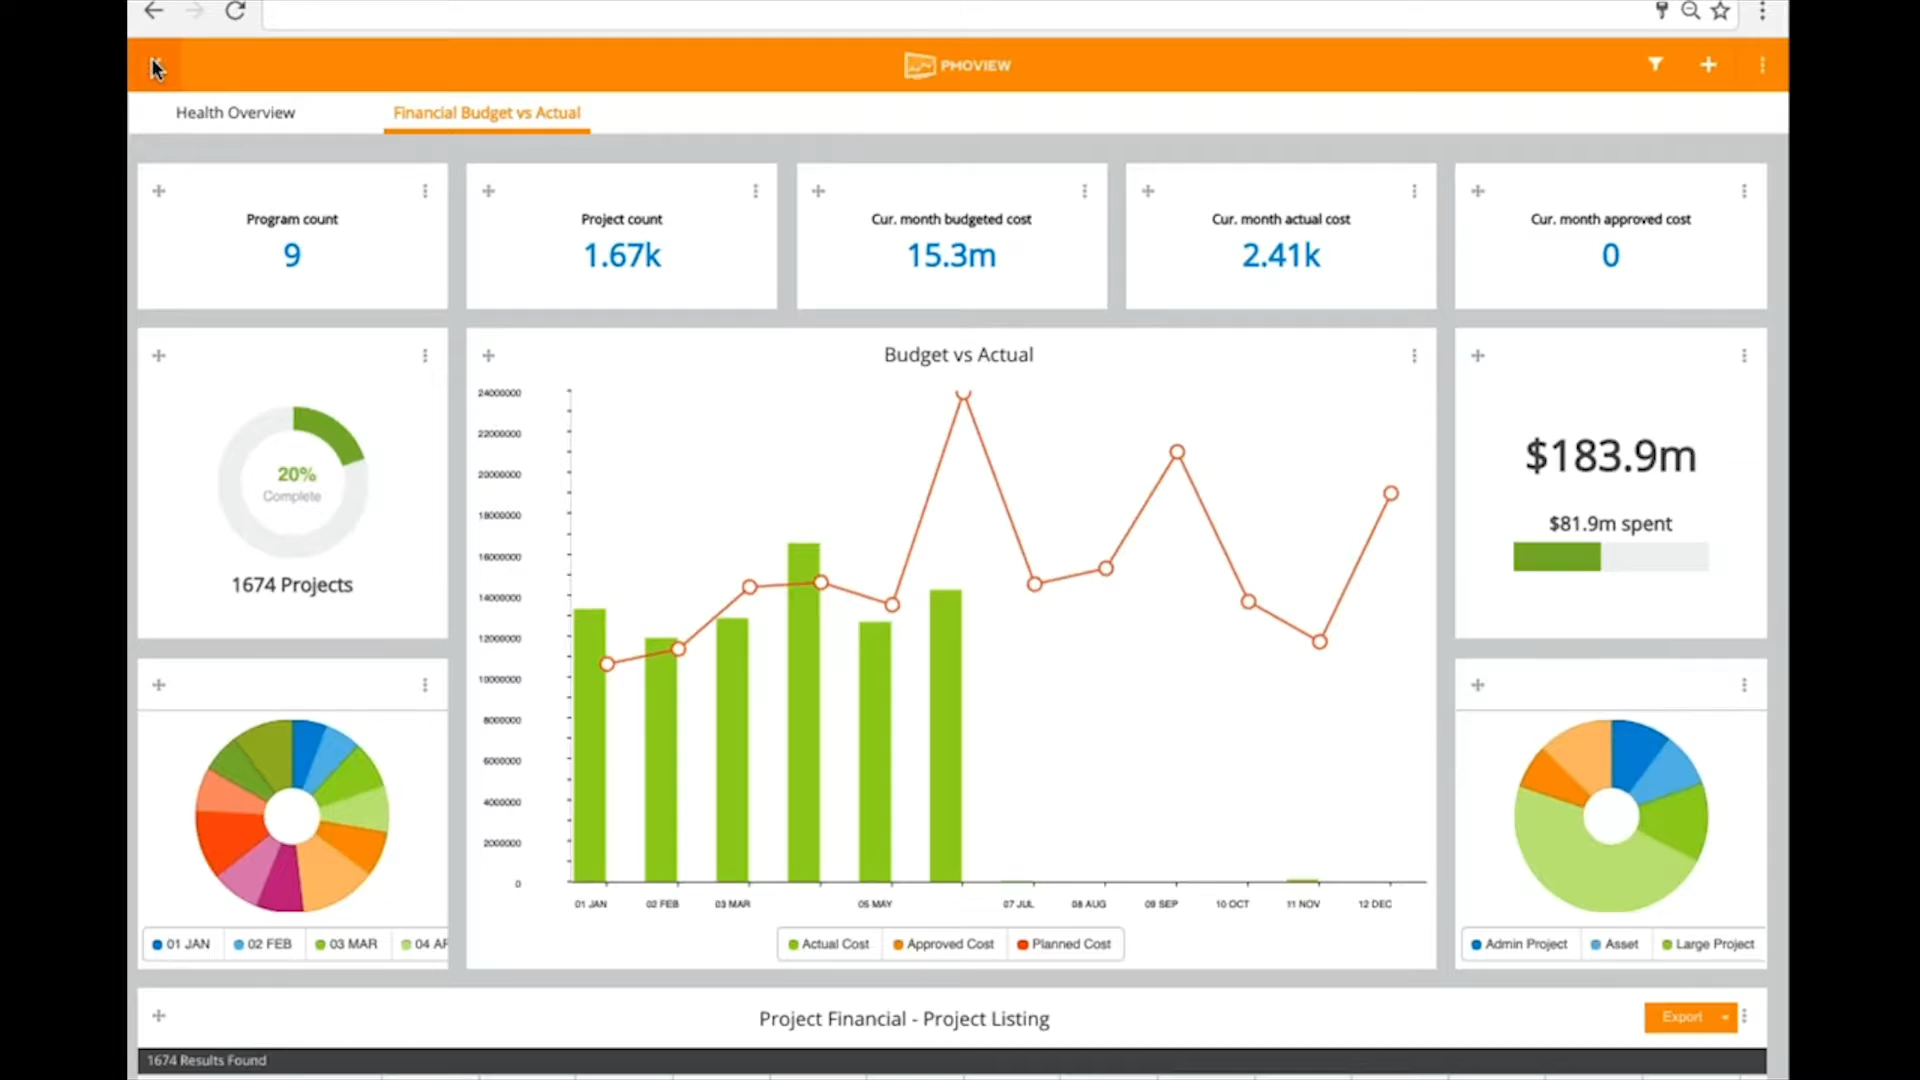 PMOVIEW
Health Overview
Financial Budget vs Actual
Program count
9
Project count
1.67k
Cur. month budgeted cost
15.3m
Cur. month actual cost
2.41k
Cur. month approved cost
0
20%
Complete
1674 Projects
Budget vs Actual
24000000
22000000
20000000
18000000
16000000
14000000
12000000
10000000
8000000
6000000
4000000
2000000
0
01 JAN
02 FEB
03 MAR
05 MAY
07 JUL
08 AUG
09 SEP
10 OCT
11 NOV
12 DEC
Actual Cost
Approved Cost
Planned Cost
$183.9m
$81.9m spent
01 JAN
02 FEB
03 MAR
04 AP
Admin Project
Asset
Large Project
Project Financial - Project Listing
Export
1674 Results Found